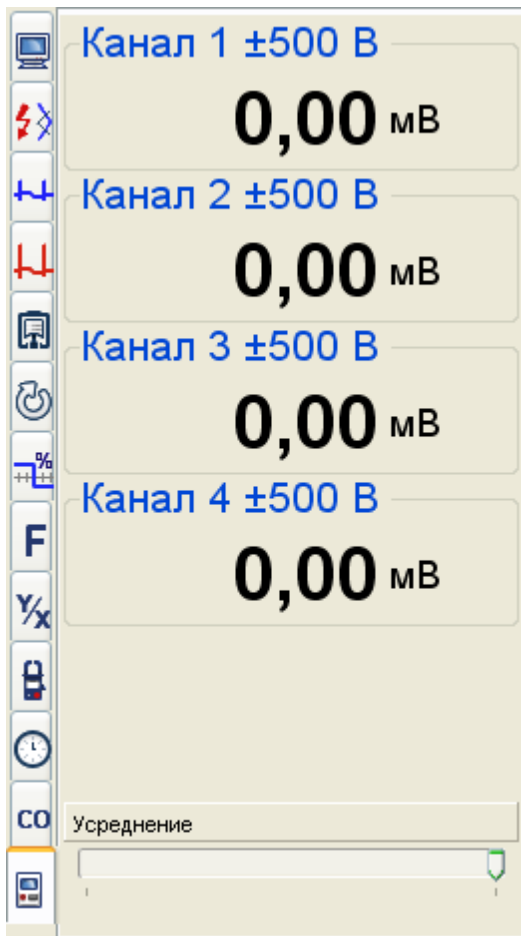 Канал 1 ±500 В
0,00 мВ
Канал 2 ±500 В
0,00 мВ
Канал 3 ±500 В
0,00 мВ
Канал 4 ±500 В
0,00 мВ
%
F
Y/X
CO
Усреднение